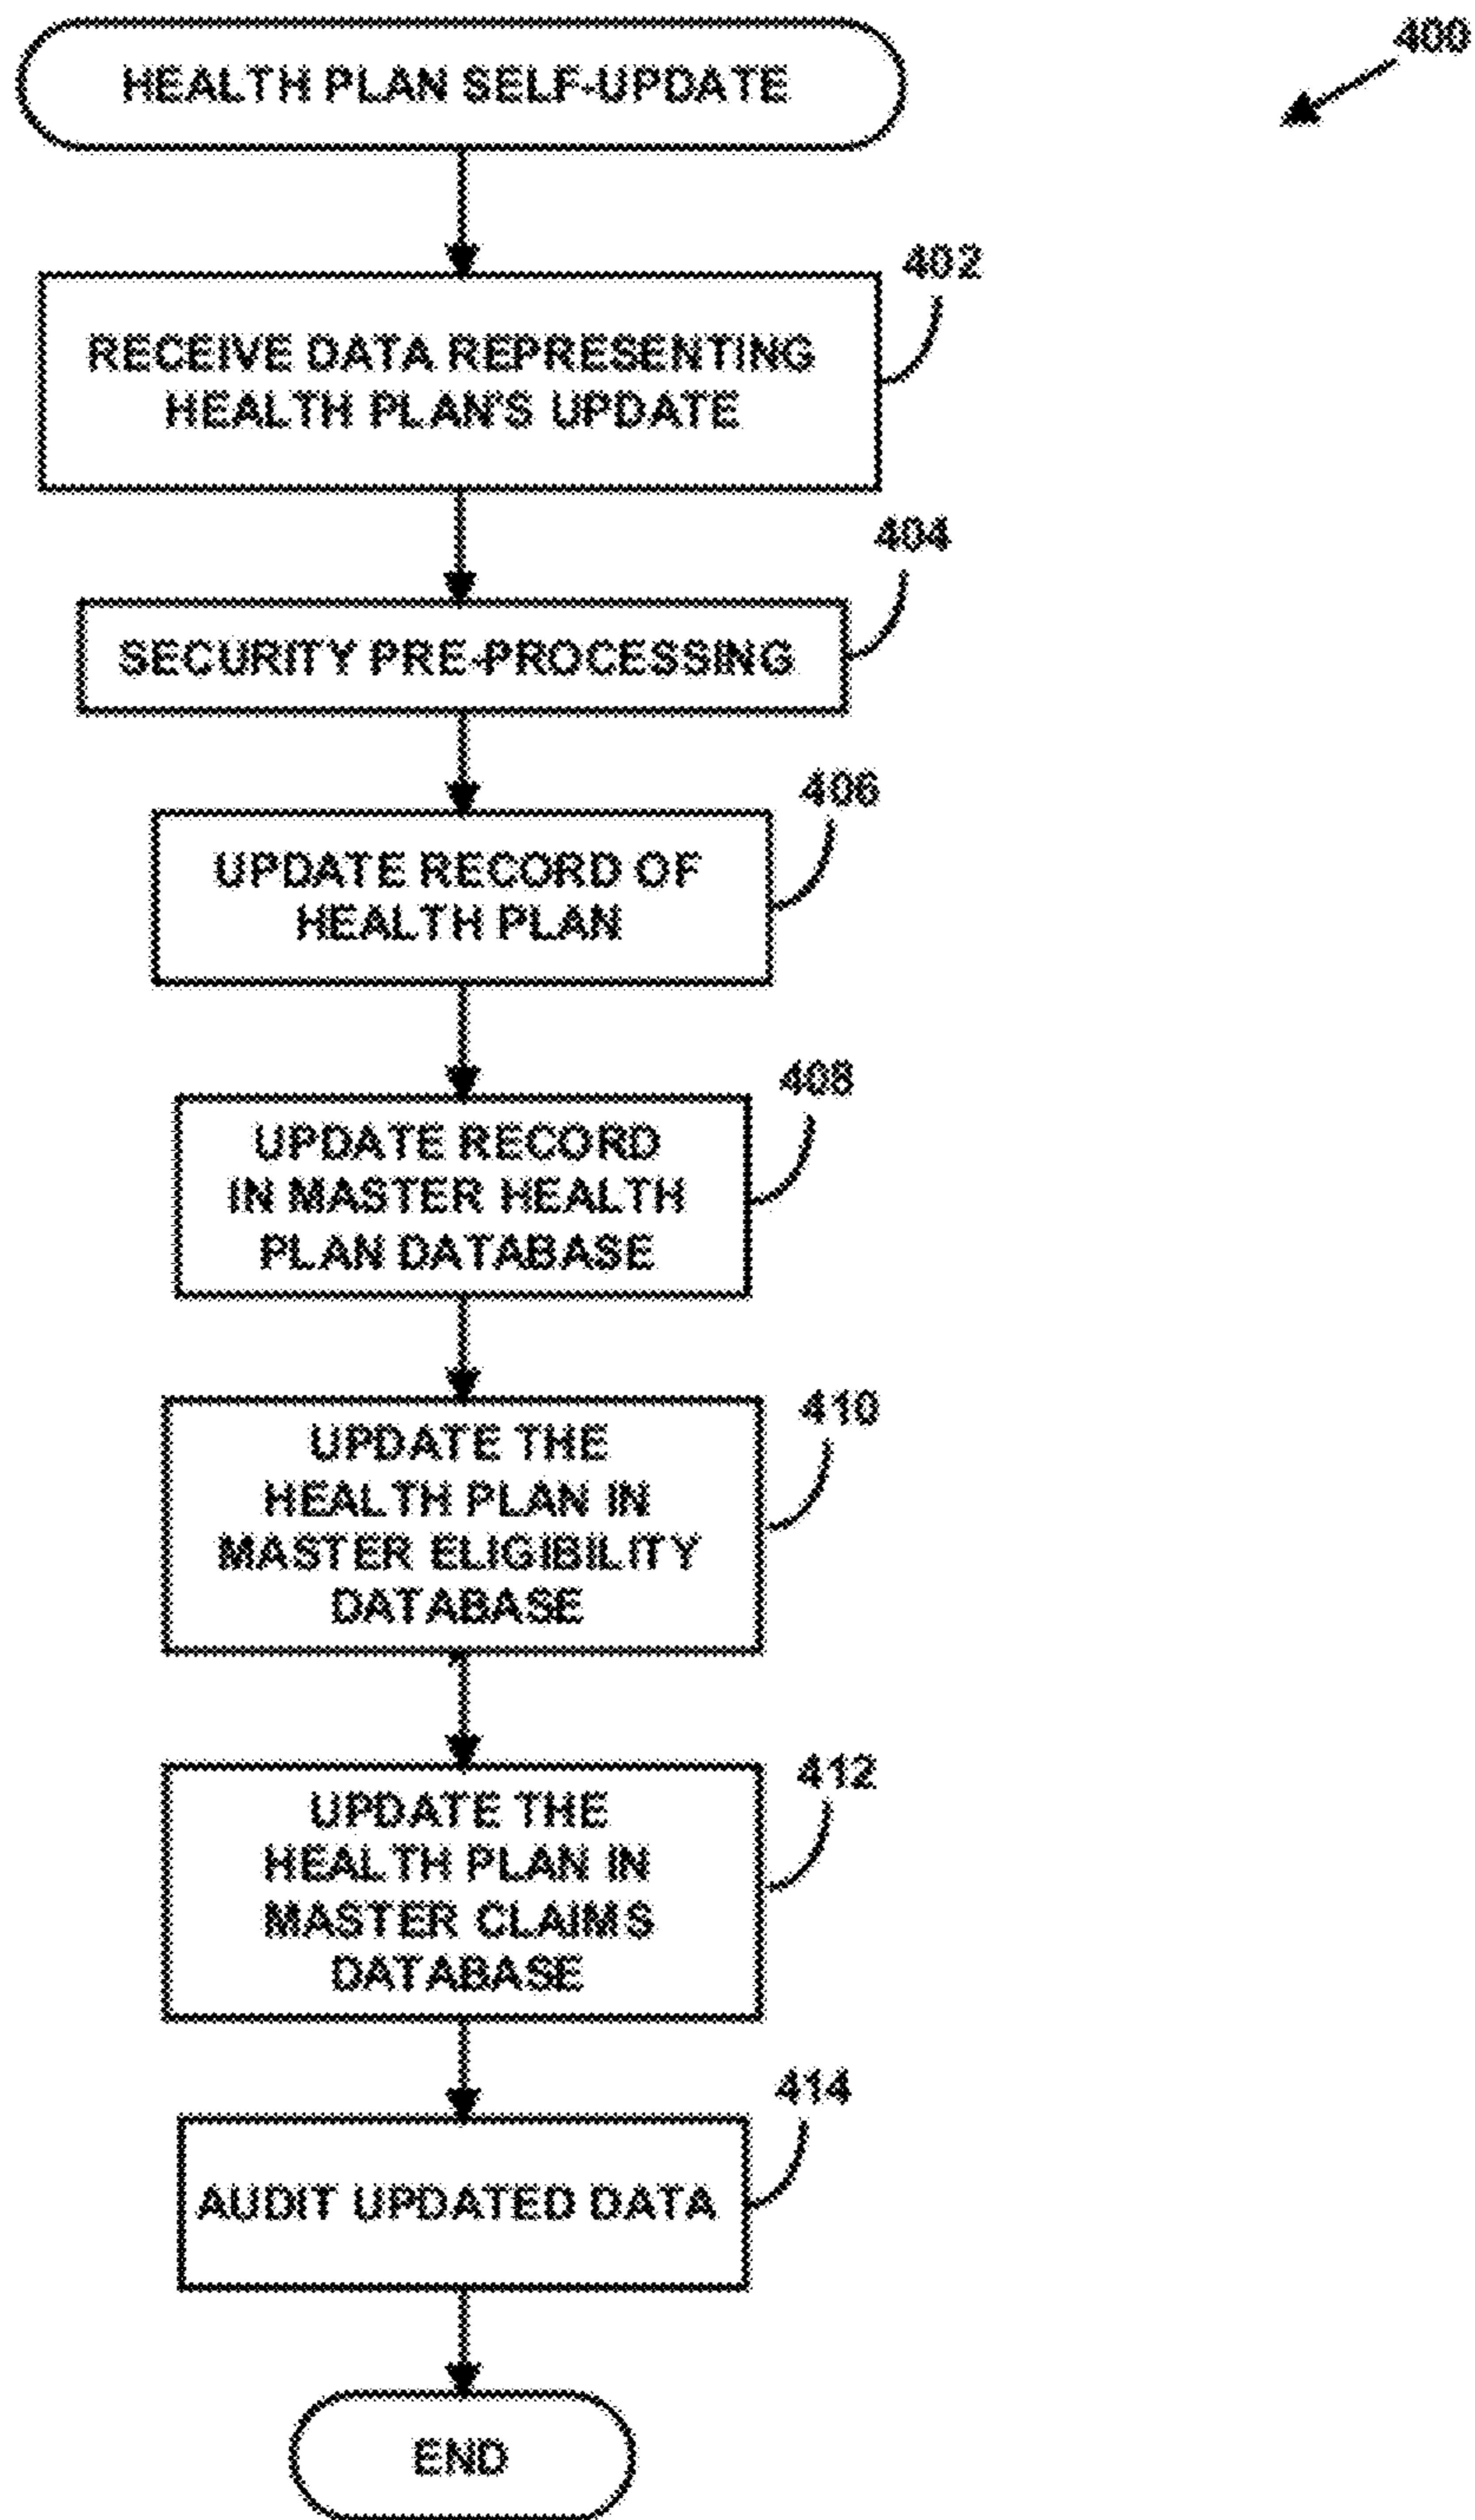 HEALTH PLAN SELF-UPDATE
400
402
RECEIVE DATA REPRESENTING
HEALTH PLAN'S UPDATE
404
SECURITY PRE-PROCESSING
406
UPDATE RECORD OF
HEALTH PLAN
408
UPDATE RECORD
IN MASTER HEALTH
PLAN DATABASE
410
UPDATE THE
HEALTH PLAN IN
MASTER ELIGIBILITY
DATABASE
412
UPDATE THE
HEALTH PLAN IN
MASTER CLAIMS
DATABASE
414
AUDIT UPDATED DATA
END